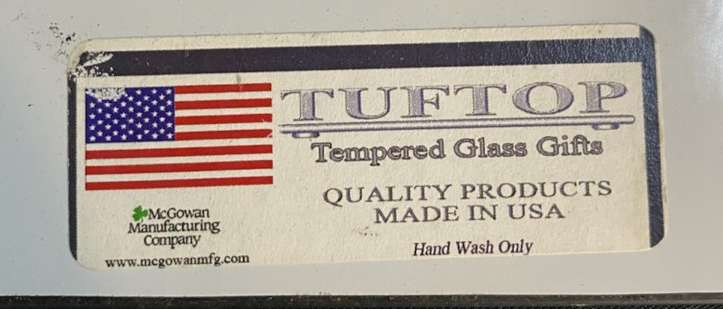 TUFTOP
Tempered Glass Gifts
QUALITY PRODUCTS
MADE IN USA
Hand Wash Only
McGowan
Manufacturing
Company
www.mcgowanmfg.com